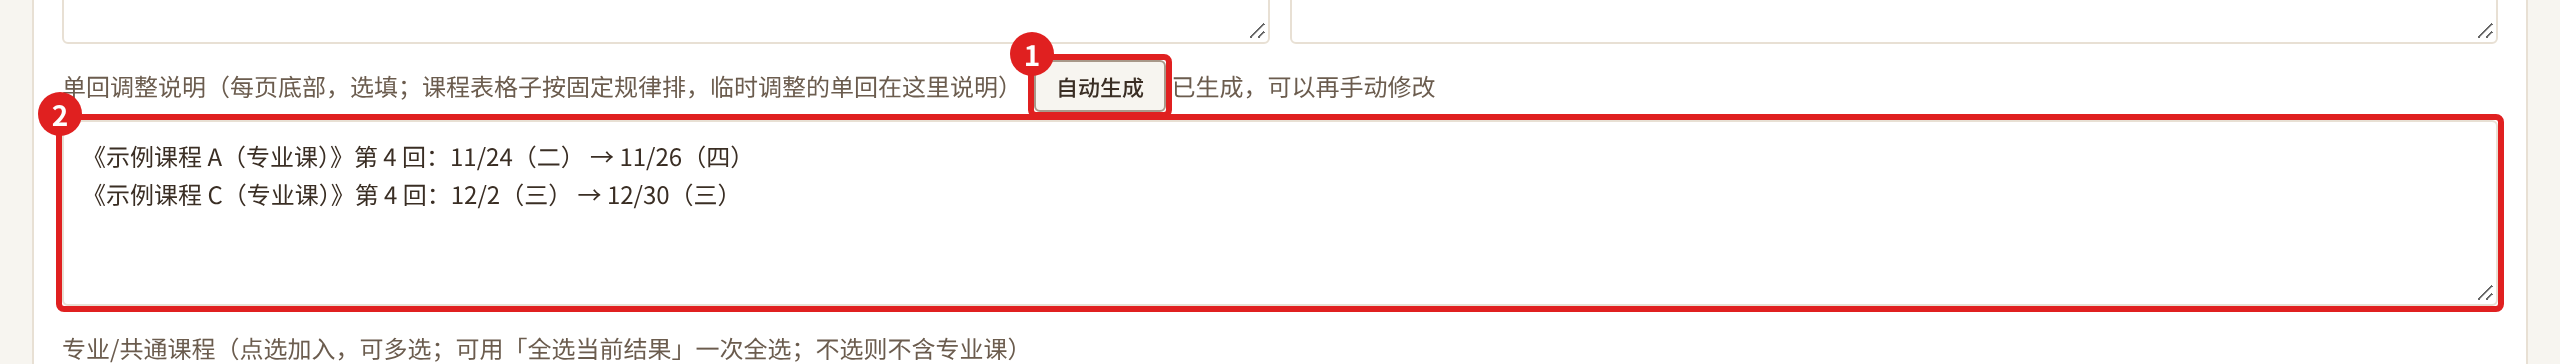 单回调整说明（每页底部，选填；课程表格子按固定规律排，临时调整的单回在这里说明） 1 自动生成 已生成，可以再手动修改
2
《示例课程 A（专业课）》第 4 回：11/24（二） → 11/26（四）
《示例课程 C（专业课）》第 4 回：12/2（三） → 12/30（三）
专业/共通课程（点选加入，可多选；可用「全选当前结果」一次全选；不选则不含专业课）